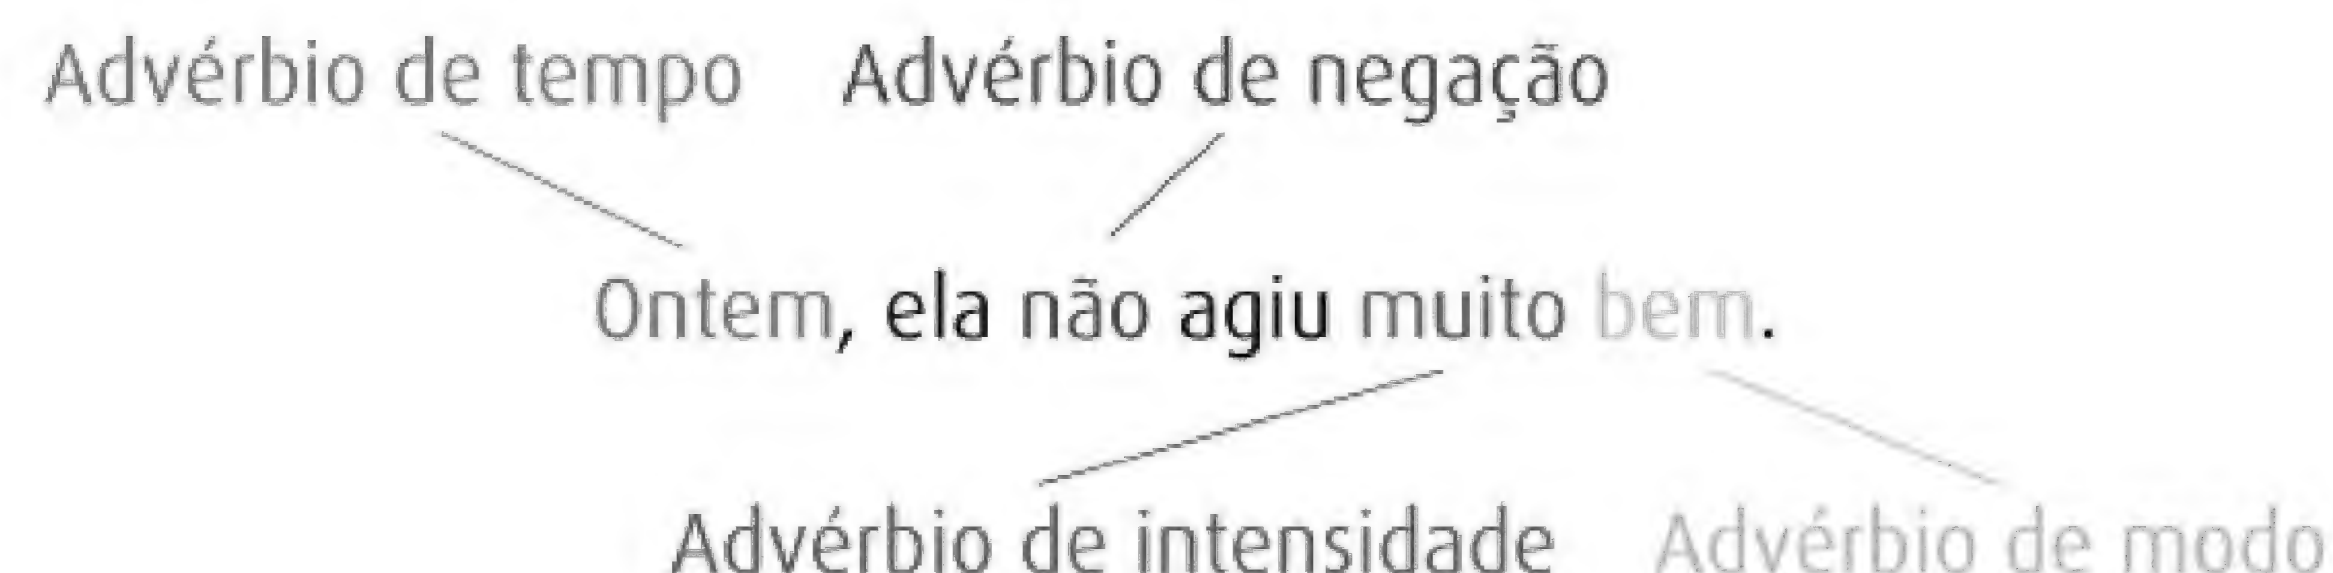 Advérbio de tempo Advérbio de negação
Ontem, ela não agiu muito bem.
Advérbio de intensidade Advérbio de modo